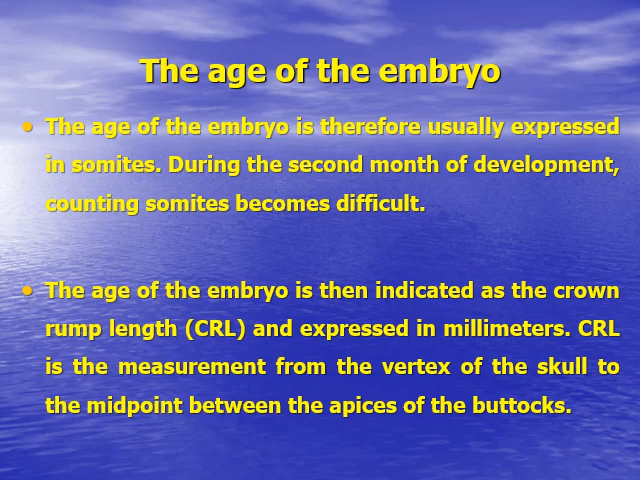 The age of the embryo
• The age of the embryo is therefore usually expressed
in somites. During the second month of development,
counting somites becomes difficult.
• The age of the embryo is then indicated as the crown
rump length (CRL) and expressed in millimeters. CRL
is the measurement from the vertex of the skull to
the midpoint between the apices of the buttocks.